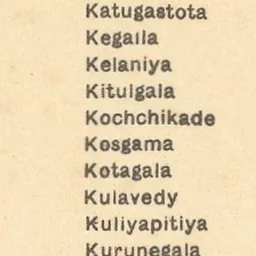 Katugastota
Kegalla
Kelaniya
Kitulgala
Kochchikade
Kosgama
Kotagala
Kulavedy
Kuliyapitiya
Kurunegala